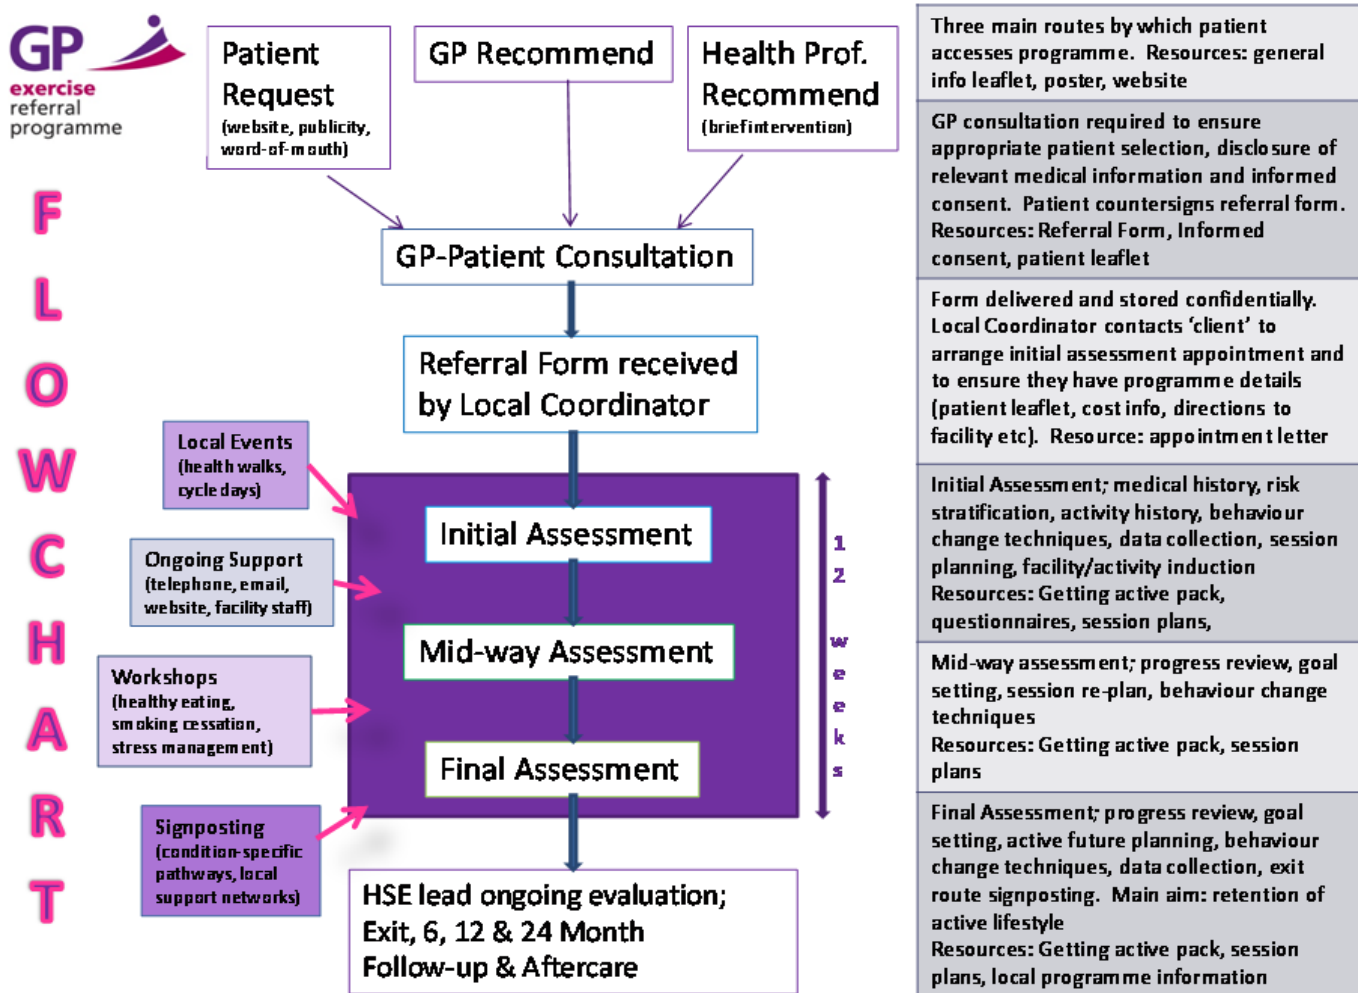 GP
exercise
referral
programme
F
L
O
W
C
H
A
R
T
Patient
Request
(website, publicity,
word-of-mouth)
GP Recommend
Health Prof.
Recommend
(brief intervention)
GP-Patient Consultation
Referral Form received
by Local Coordinator
Local Events
(health walks,
cycle days)
Ongoing Support
(telephone, email,
website, facility staff)
Workshops
(healthy eating,
smoking cessation,
stress management)
Signposting
(condition-specific
pathways, local
support networks)
Initial Assessment
Mid-way Assessment
Final Assessment
12 weeks
HSE lead ongoing evaluation;
Exit, 6, 12 & 24 Month
Follow-up & Aftercare
Three main routes by which patient
accesses programme. Resources: general
info leaflet, poster, website
GP consultation required to ensure
appropriate patient selection, disclosure of
relevant medical information and informed
consent. Patient countersigns referral form.
Resources: Referral Form, Informed
consent, patient leaflet
Form delivered and stored confidentially.
Local Coordinator contacts ‘client’ to
arrange initial assessment appointment and
to ensure they have programme details
(patient leaflet, cost info, directions to
facility etc). Resource: appointment letter
Initial Assessment; medical history, risk
stratification, activity history, behaviour
change techniques, data collection, session
planning, facility/activity induction
Resources: Getting active pack,
questionnaires, session plans,
Mid-way assessment; progress review, goal
setting, session re-plan, behaviour change
techniques
Resources: Getting active pack, session
plans
Final Assessment; progress review, goal
setting, active future planning, behaviour
change techniques, data collection, exit
route signposting. Main aim: retention of
active lifestyle
Resources: Getting active pack, session
plans, local programme information